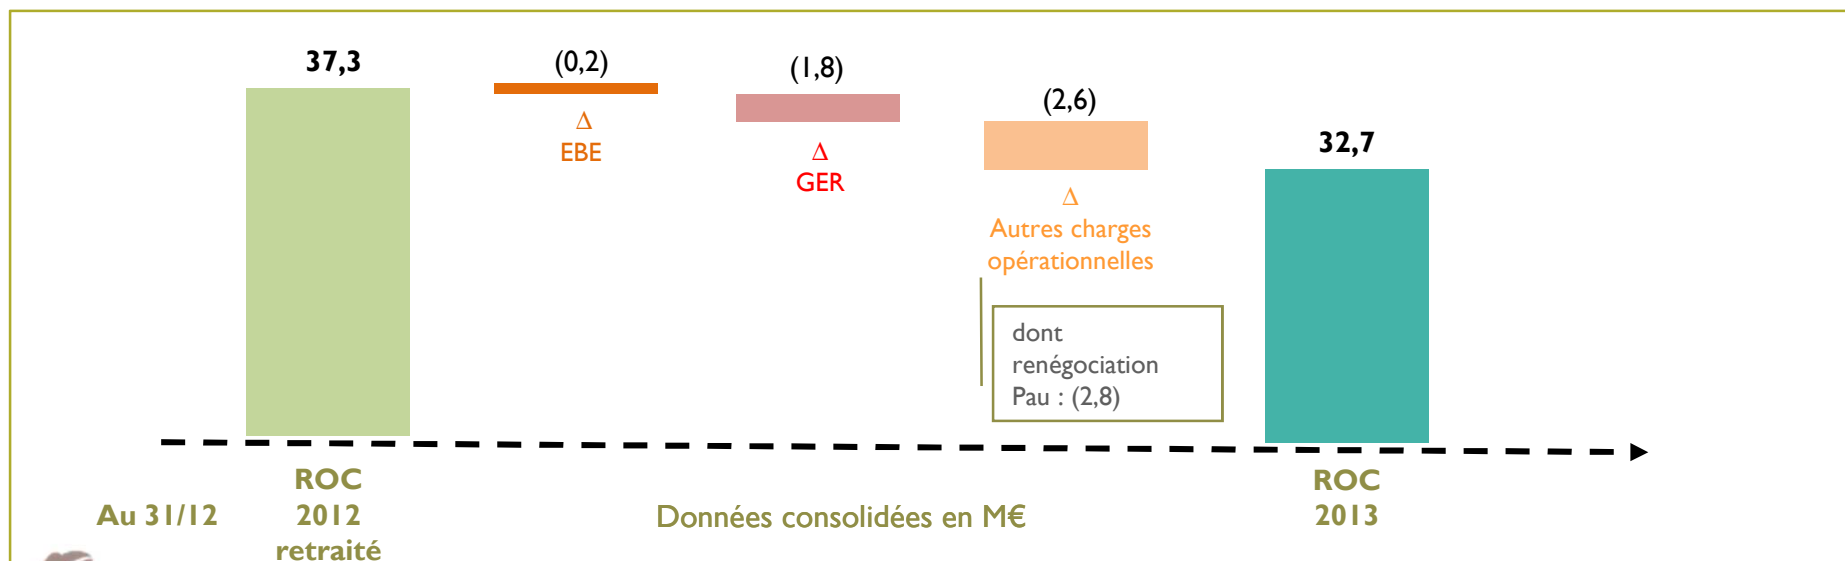 37,3
(0,2)
(1,8)
(2,6)
32,7
Δ
EBE
Δ
GER
Δ
Autres charges
opérationnelles
dont
renégociation
Pau : (2,8)
Au 31/12
ROC
2012
retraité
Données consolidées en M€
ROC
2013